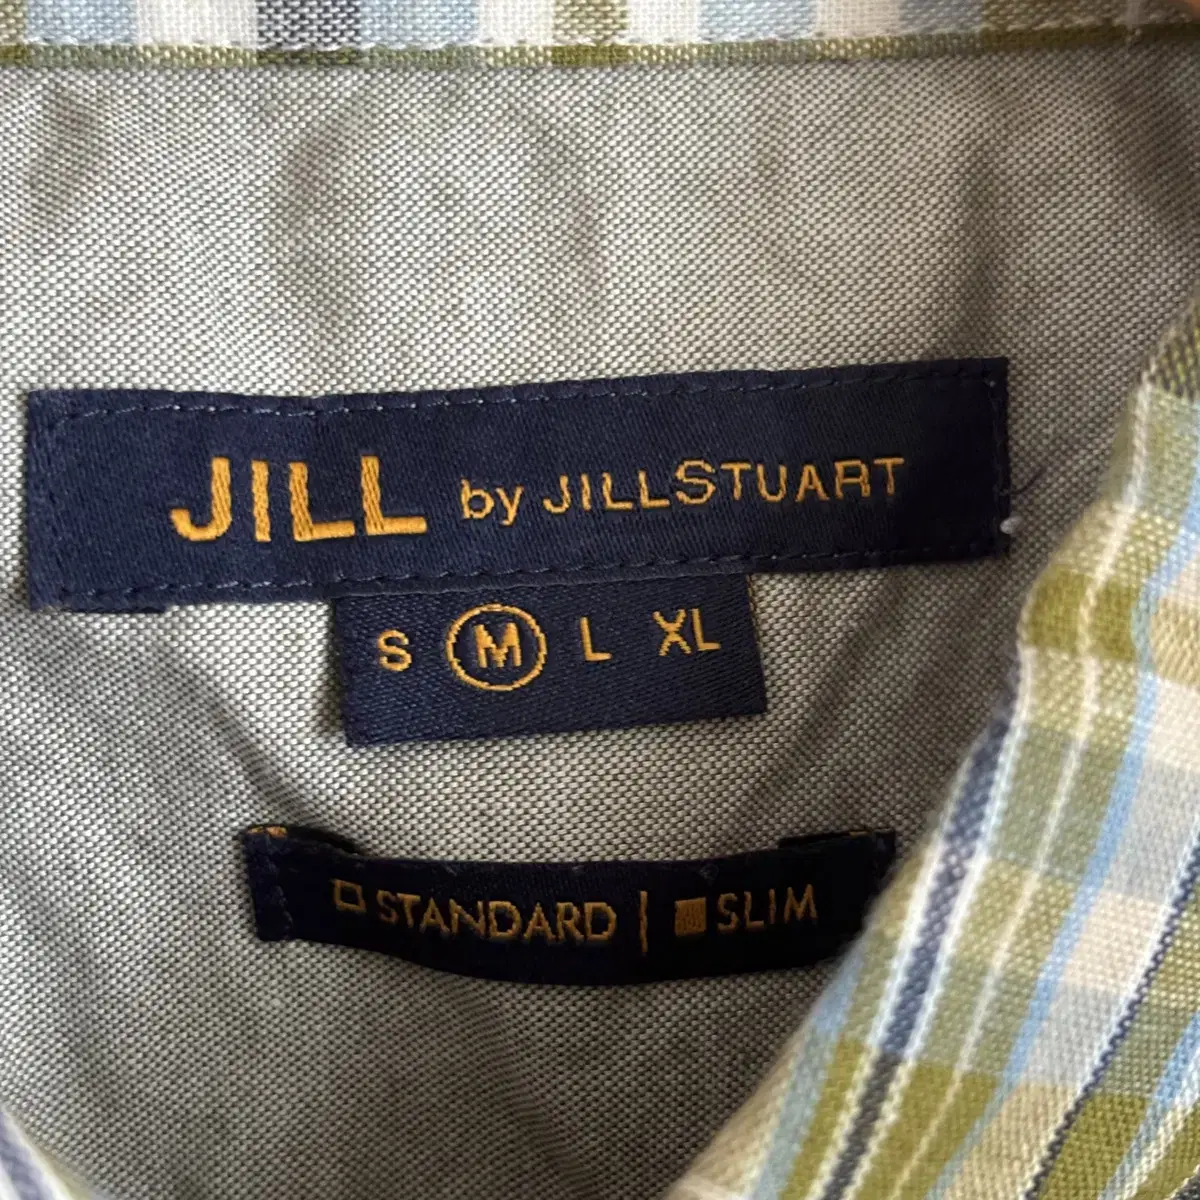 JILL by JILLSTUART
S M L XL
STANDARD | SLIM